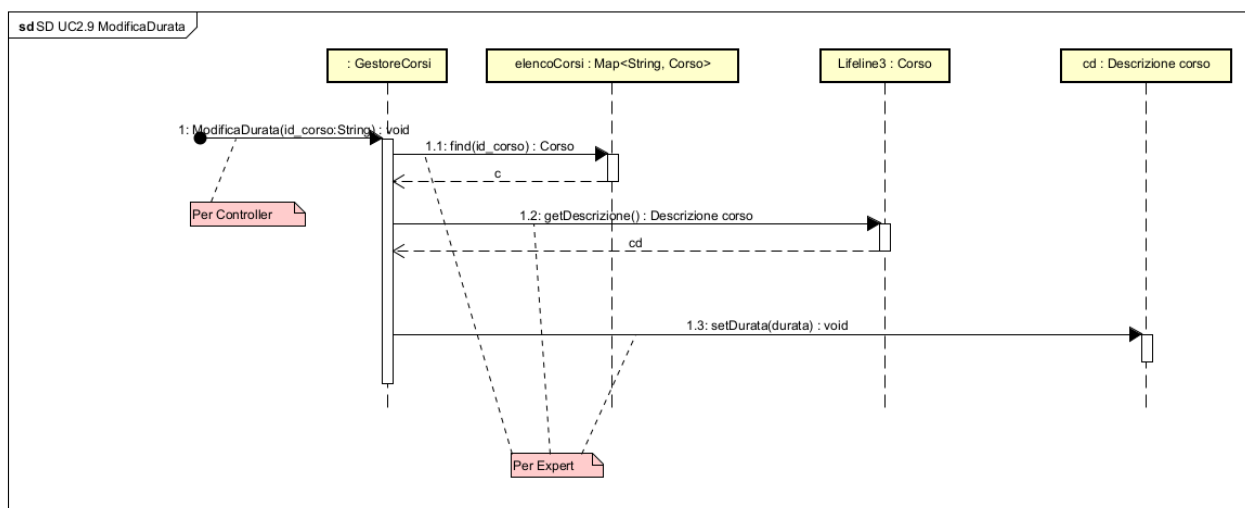 sd SD UC2.9 ModificaDurata
: GestoreCorsi
elencoCorsi : Map<String, Corso>
Lifeline3 : Corso
cd : Descrizione corso
1: ModificaDurata(id_corso:String) : void
1.1: find(id_corso) : Corso
c
Per Controller
1.2: getDescrizione() : Descrizione corso
cd
1.3: setDurata(durata) : void
Per Expert